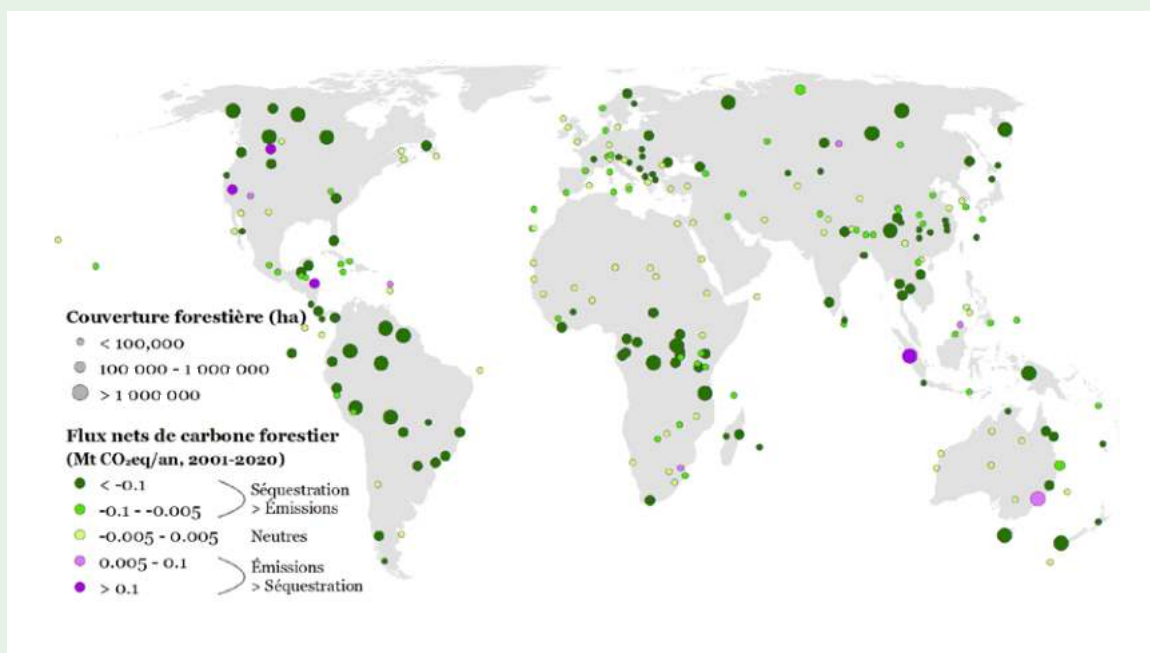 Couverture forestière (ha)
< 100,000
100 000 - 1 000 000
> 1 000 000
Flux nets de carbone forestier
(Mt CO₂eq/an, 2001-2020)
< -0.1
-0.1 - -0.005
Séquestration
> Émissions
-0.005 - 0.005
Neutres
0.005 - 0.1
> 0.1
Émissions
> Séquestration